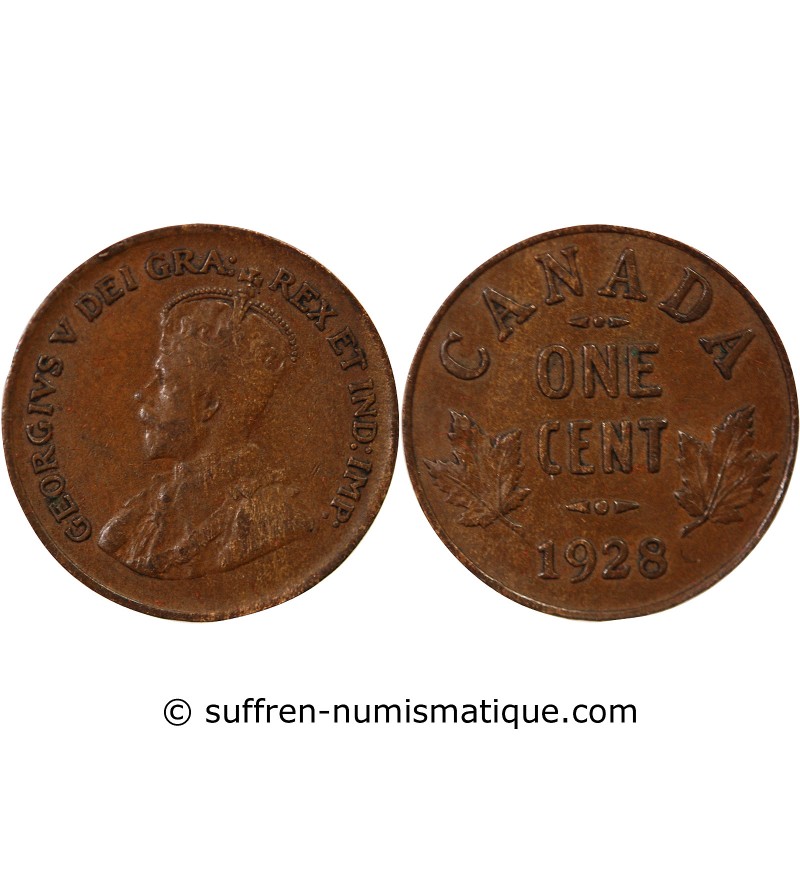 GEORGIVS V DEI GRA: REX ET IND: IMP:
CANADA
ONE
CENT
1928
© suffren-numismatique.com